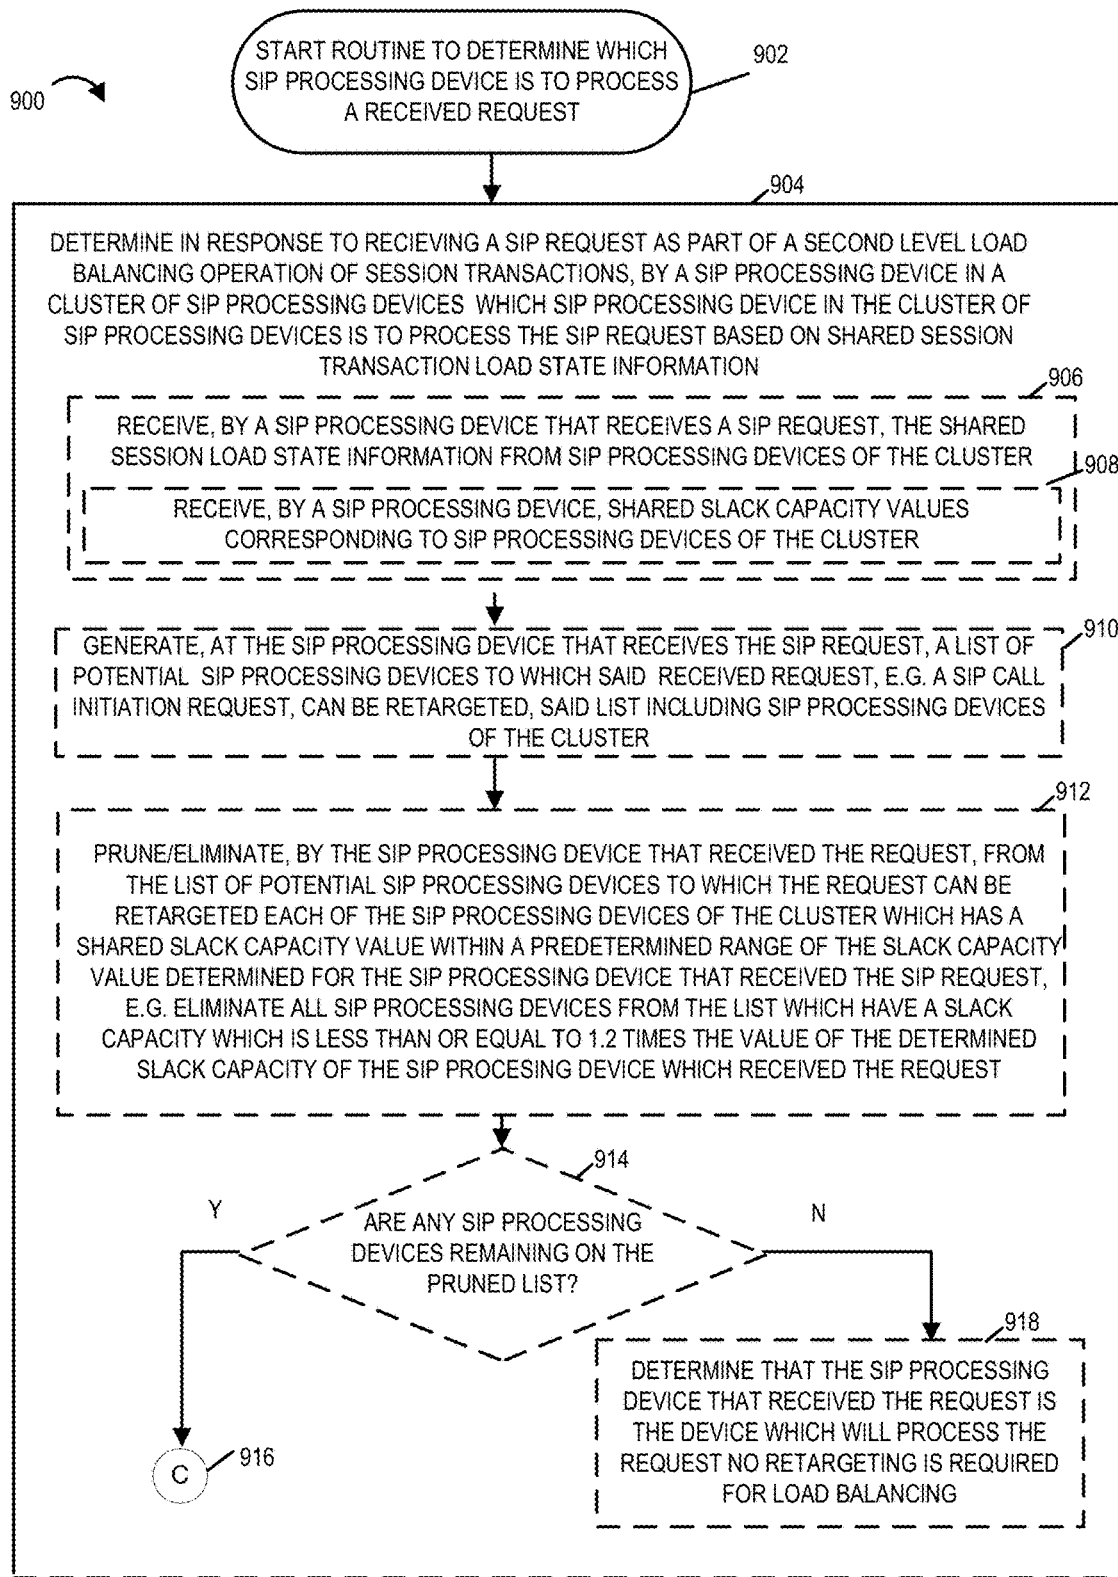 START ROUTINE TO DETERMINE WHICH
SIP PROCESSING DEVICE IS TO PROCESS
A RECEIVED REQUEST
902
900
904
DETERMINE IN RESPONSE TO RECIEVING A SIP REQUEST AS PART OF A SECOND LEVEL LOAD
BALANCING OPERATION OF SESSION TRANSACTIONS, BY A SIP PROCESSING DEVICE IN A
CLUSTER OF SIP PROCESSING DEVICES WHICH SIP PROCESSING DEVICE IN THE CLUSTER OF
SIP PROCESSING DEVICES IS TO PROCESS THE SIP REQUEST BASED ON SHARED SESSION
TRANSACTION LOAD STATE INFORMATION
906
RECEIVE, BY A SIP PROCESSING DEVICE THAT RECEIVES A SIP REQUEST, THE SHARED
SESSION LOAD STATE INFORMATION FROM SIP PROCESSING DEVICES OF THE CLUSTER
908
RECEIVE, BY A SIP PROCESSING DEVICE, SHARED SLACK CAPACITY VALUES
CORRESPONDING TO SIP PROCESSING DEVICES OF THE CLUSTER
910
GENERATE, AT THE SIP PROCESSING DEVICE THAT RECEIVES THE SIP REQUEST, A LIST OF
POTENTIAL SIP PROCESSING DEVICES TO WHICH SAID RECEIVED REQUEST, E.G. A SIP CALL
INITIATION REQUEST, CAN BE RETARGETED, SAID LIST INCLUDING SIP PROCESSING DEVICES
OF THE CLUSTER
912
PRUNE/ELIMINATE, BY THE SIP PROCESSING DEVICE THAT RECEIVED THE REQUEST, FROM
THE LIST OF POTENTIAL SIP PROCESSING DEVICES TO WHICH THE REQUEST CAN BE
RETARGETED EACH OF THE SIP PROCESSING DEVICES OF THE CLUSTER WHICH HAS A
SHARED SLACK CAPACITY VALUE WITHIN A PREDETERMINED RANGE OF THE SLACK CAPACITY
VALUE DETERMINED FOR THE SIP PROCESSING DEVICE THAT RECEIVED THE SIP REQUEST,
E.G. ELIMINATE ALL SIP PROCESSING DEVICES FROM THE LIST WHICH HAVE A SLACK
CAPACITY WHICH IS LESS THAN OR EQUAL TO 1.2 TIMES THE VALUE OF THE DETERMINED
SLACK CAPACITY OF THE SIP PROCESING DEVICE WHICH RECEIVED THE REQUEST
914
Y
N
ARE ANY SIP PROCESSING
DEVICES REMAINING ON THE
PRUNED LIST?
918
DETERMINE THAT THE SIP PROCESSING
DEVICE THAT RECEIVED THE REQUEST IS
THE DEVICE WHICH WILL PROCESS THE
REQUEST NO RETARGETING IS REQUIRED
FOR LOAD BALANCING
C
916